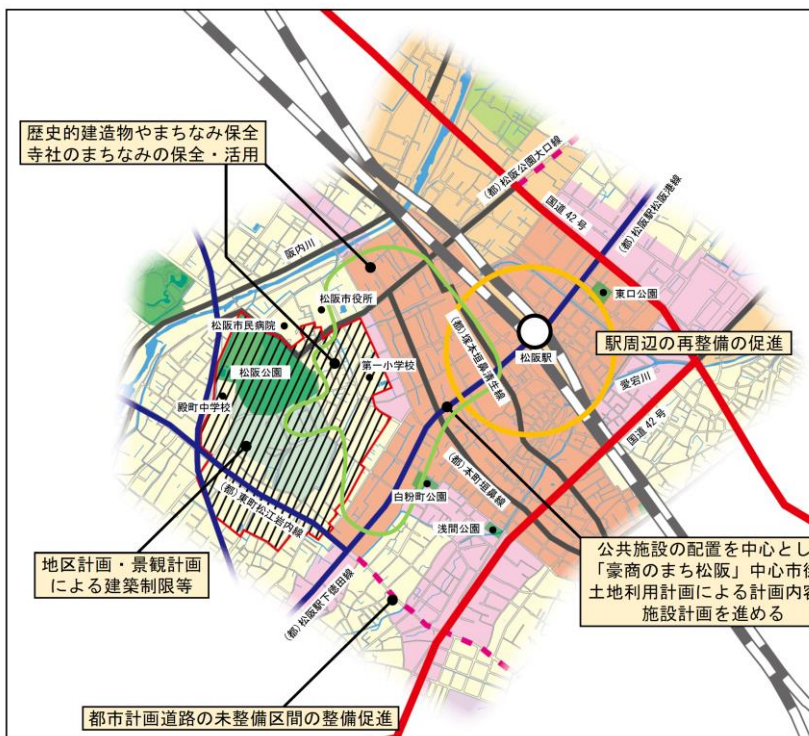 歴史的建造物やまちなみ保全
寺社のまちなみの保全・活用
(都)松阪公園大口線
国道42号
(都)松阪駅松阪港線
阪内川
松阪市役所
東口公園
松阪市民病院
(都)塚本垣鼻清生線
松阪駅
駅周辺の再整備の促進
松阪公園
第一小学校
愛宕川
殿町中学校
国道42号
白粉町公園
(都)本町垣鼻線
(都)東町松江岩内線
浅間公園
地区計画・景観計画
による建築制限等
公共施設の配置を中心とし
「豪商のまち松阪」中心市街
土地利用計画による計画内容
施設計画を進める
(都)松阪駅下徳田線
都市計画道路の未整備区間の整備促進